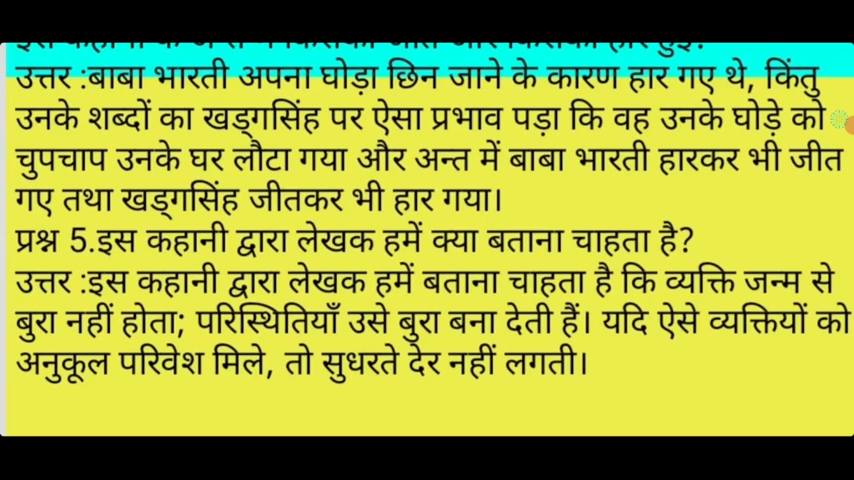 उत्तर :बाबा भारती अपना घोड़ा छिन जाने के कारण हार गए थे, किंतु
उनके शब्दों का खड्गसिंह पर ऐसा प्रभाव पड़ा कि वह उनके घोड़े को
चुपचाप उनके घर लौटा गया और अन्त में बाबा भारती हारकर भी जीत
गए तथा खड्गसिंह जीतकर भी हार गया।
प्रश्न 5.इस कहानी द्वारा लेखक हमें क्या बताना चाहता है?
उत्तर :इस कहानी द्वारा लेखक हमें बताना चाहता है कि व्यक्ति जन्म से
बुरा नहीं होता; परिस्थितियाँ उसे बुरा बना देती हैं। यदि ऐसे व्यक्तियों को
अनुकूल परिवेश मिले, तो सुधरते देर नहीं लगती।